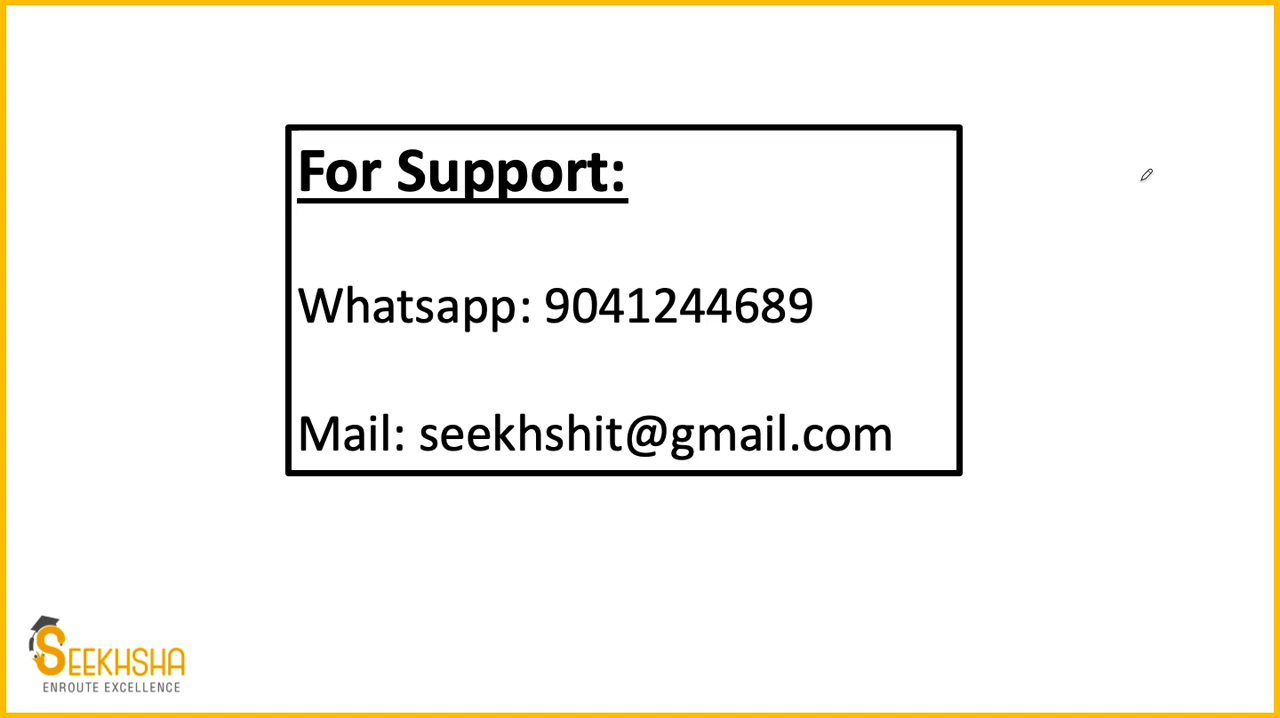 For Support:
Whatsapp: 9041244689
Mail: seekhshit@gmail.com
SEEKHSHA
ENROUTE EXCELLENCE